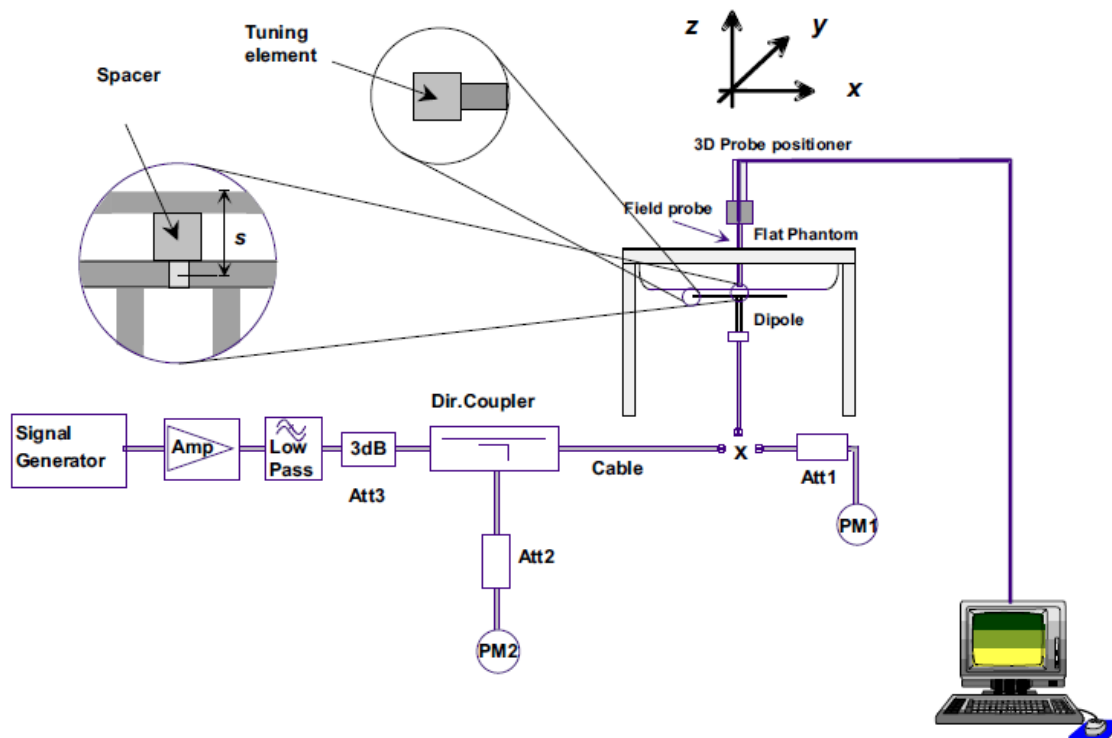 Tuning
element
Spacer
s
z
y
x
3D Probe positioner
Field probe
Flat Phantom
Dipole
Dir.Coupler
Signal
Generator
Amp
Low
Pass
3dB
Att3
Cable
X
Att1
PM1
Att2
PM2